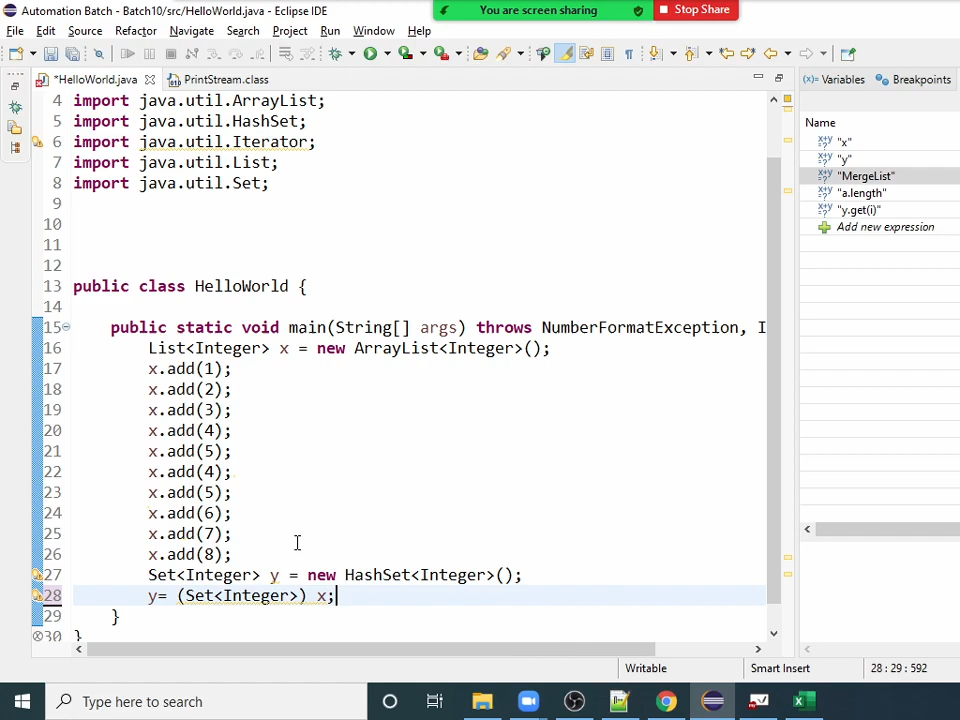 Automation Batch - Batch10/src/HelloWorld.java - Eclipse IDE
You are screen sharing
Stop Share
File Edit Source Refactor Navigate Search Project Run Window Help
*HelloWorld.java
PrintStream.class
(x)= Variables
Breakpoints
4 import java.util.ArrayList;
5 import java.util.HashSet;
6 import java.util.Iterator;
7 import java.util.List;
8 import java.util.Set;
9
10
11
12
13 public class HelloWorld {
14
15 public static void main(String[] args) throws NumberFormatException, I
16 List<Integer> x = new ArrayList<Integer>();
17 x.add(1);
18 x.add(2);
19 x.add(3);
20 x.add(4);
21 x.add(5);
22 x.add(4);
23 x.add(5);
24 x.add(6);
25 x.add(7);
26 x.add(8);
27 Set<Integer> y = new HashSet<Integer>();
28 y= (Set<Integer>) x;
29 }
30 }
Name
"x"
"y"
"MergeList"
"a.length"
"y.get(i)"
Add new expression
Writable
Smart Insert
28 : 29 : 592
Type here to search